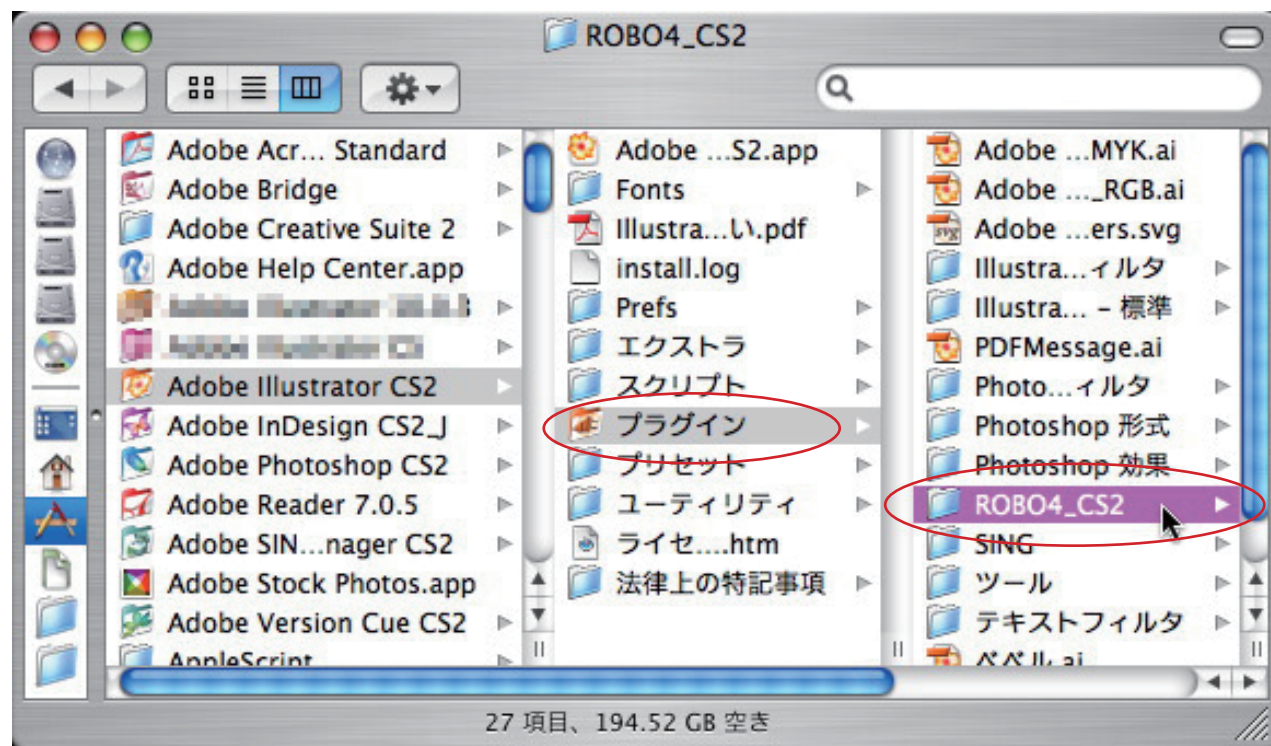 ROBO4_CS2
Adobe Acr... Standard
Adobe Bridge
Adobe Creative Suite 2
Adobe Help Center.app
Adobe Illustrator CS2
Adobe InDesign CS2_J
Adobe Photoshop CS2
Adobe Reader 7.0.5
Adobe SIN...nager CS2
Adobe Stock Photos.app
Adobe Version Cue CS2
AppleScript
Adobe ...S2.app
Fonts
Illustra...い.pdf
install.log
Prefs
エクストラ
スクリプト
プラグイン
プリセット
ユーティリティ
ライセ....htm
法律上の特記事項
Adobe ...MYK.ai
Adobe ..._RGB.ai
Adobe ...ers.svg
Illustra...ィルタ
Illustra... – 標準
PDFMessage.ai
Photo...ィルタ
Photoshop 形式
Photoshop 効果
ROBO4_CS2
SING
ツール
テキストフィルタ
ベベル.ai
27 項目、194.52 GB 空き